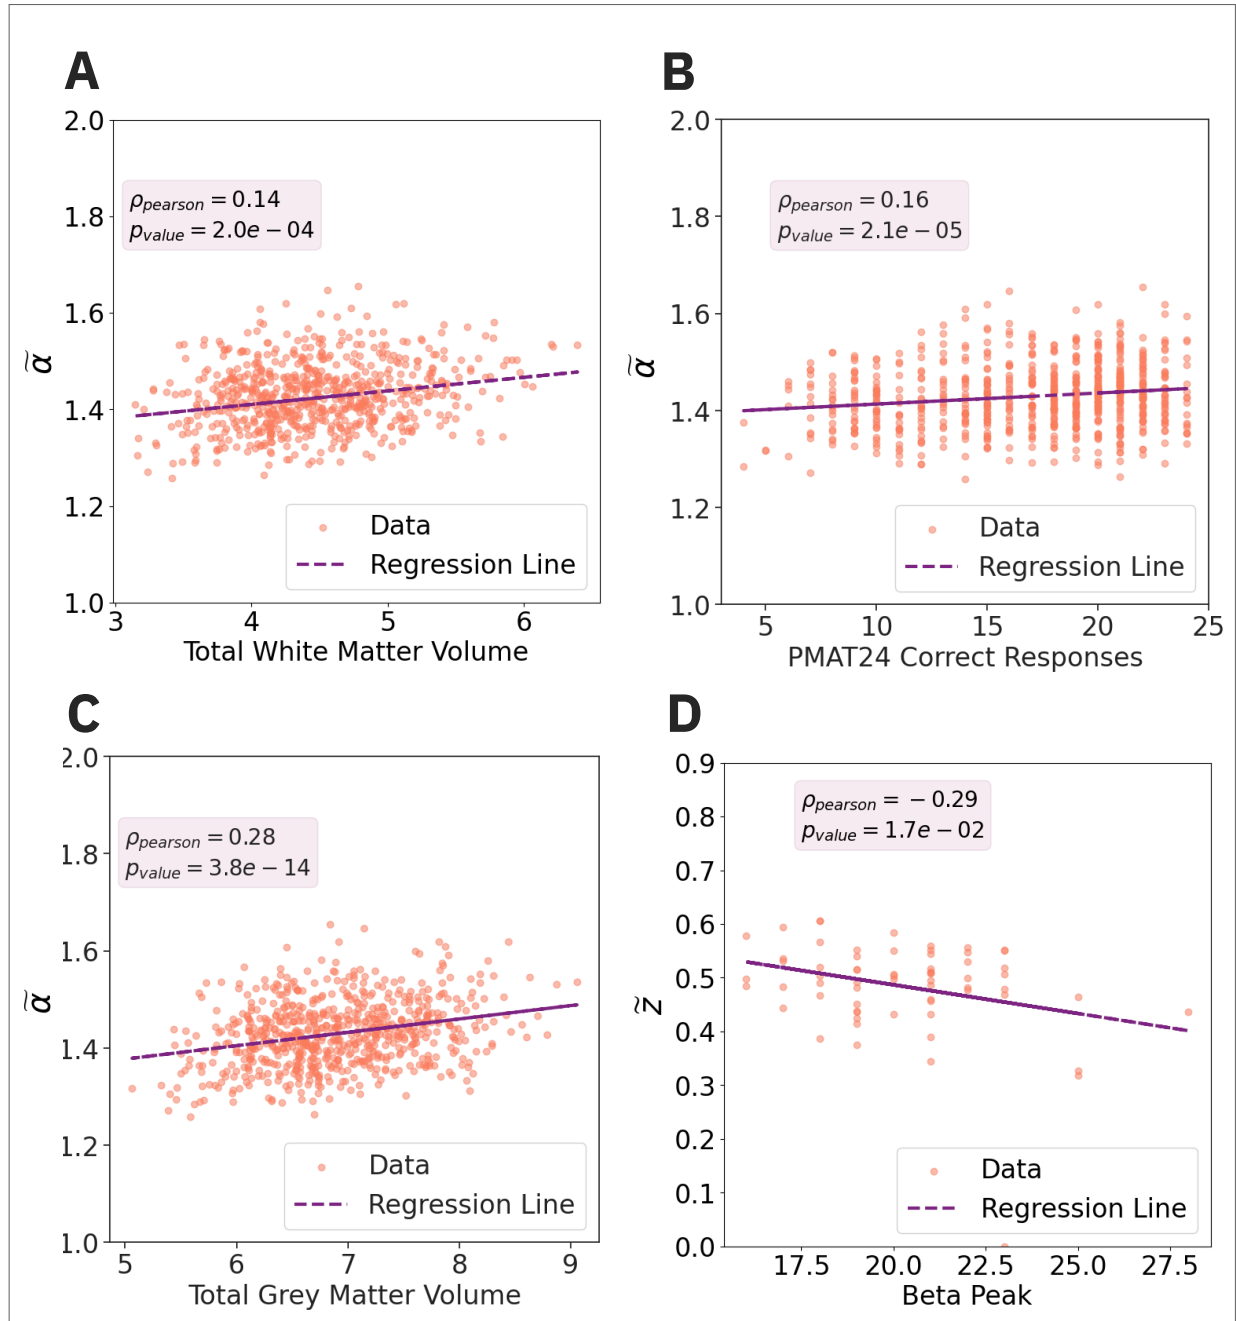 A
2.0
1.8
1.6
1.4
1.2
1.0
α̃
ρpearson = 0.14
pvalue = 2.0e − 04
Data
Regression Line
3 4 5 6
Total White Matter Volume
B
2.0
1.8
1.6
1.4
1.2
1.0
α̃
ρpearson = 0.16
pvalue = 2.1e − 05
Data
Regression Line
5 10 15 20 25
PMAT24 Correct Responses
C
2.0
1.8
1.6
1.4
1.2
1.0
α̃
ρpearson = 0.28
pvalue = 3.8e − 14
Data
Regression Line
5 6 7 8 9
Total Grey Matter Volume
D
0.9
0.8
0.7
0.6
0.5
0.4
0.3
0.2
0.1
0.0
z̃
ρpearson = − 0.29
pvalue = 1.7e − 02
Data
Regression Line
17.5 20.0 22.5 25.0 27.5
Beta Peak